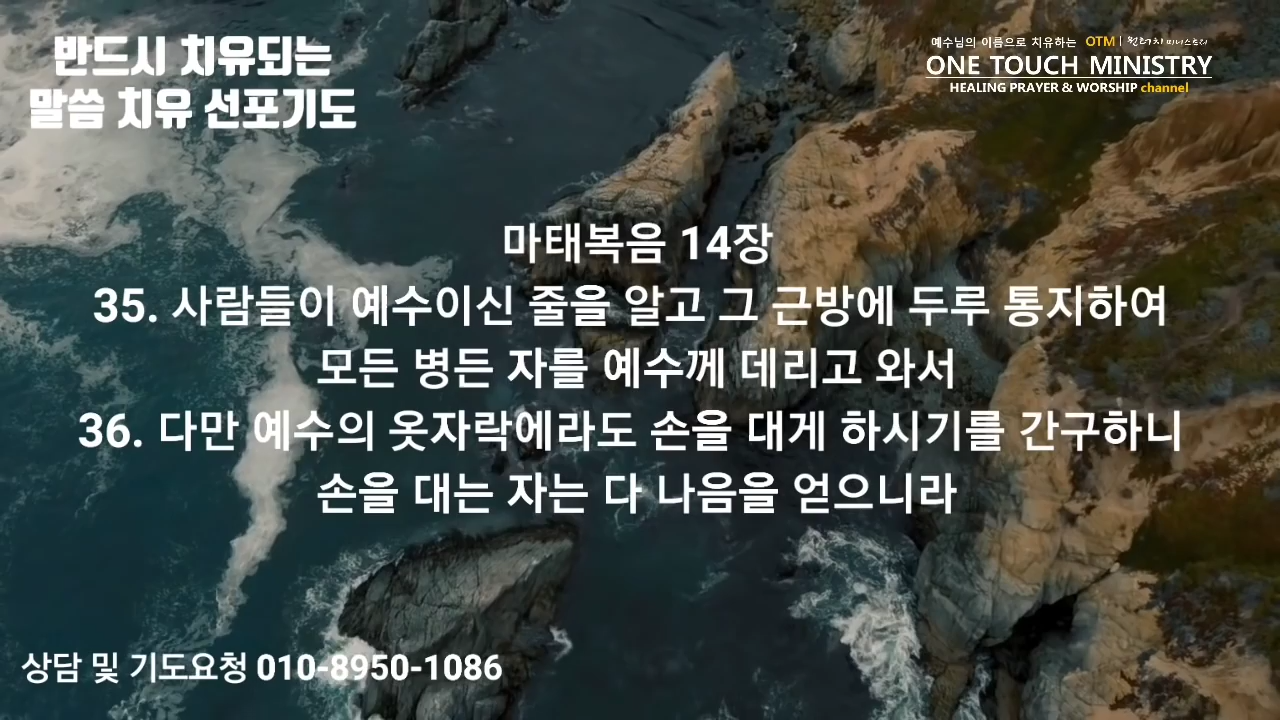 반드시 치유되는
말씀 치유 선포기도
예수님의 이름으로 치유하는 OTM | 원터치 미니스트리
ONE TOUCH MINISTRY
HEALING PRAYER & WORSHIP channel
마태복음 14장
35. 사람들이 예수이신 줄을 알고 그 근방에 두루 통지하여
모든 병든 자를 예수께 데리고 와서
36. 다만 예수의 옷자락에라도 손을 대게 하시기를 간구하니
손을 대는 자는 다 나음을 얻으니라
상담 및 기도요청 010-8950-1086